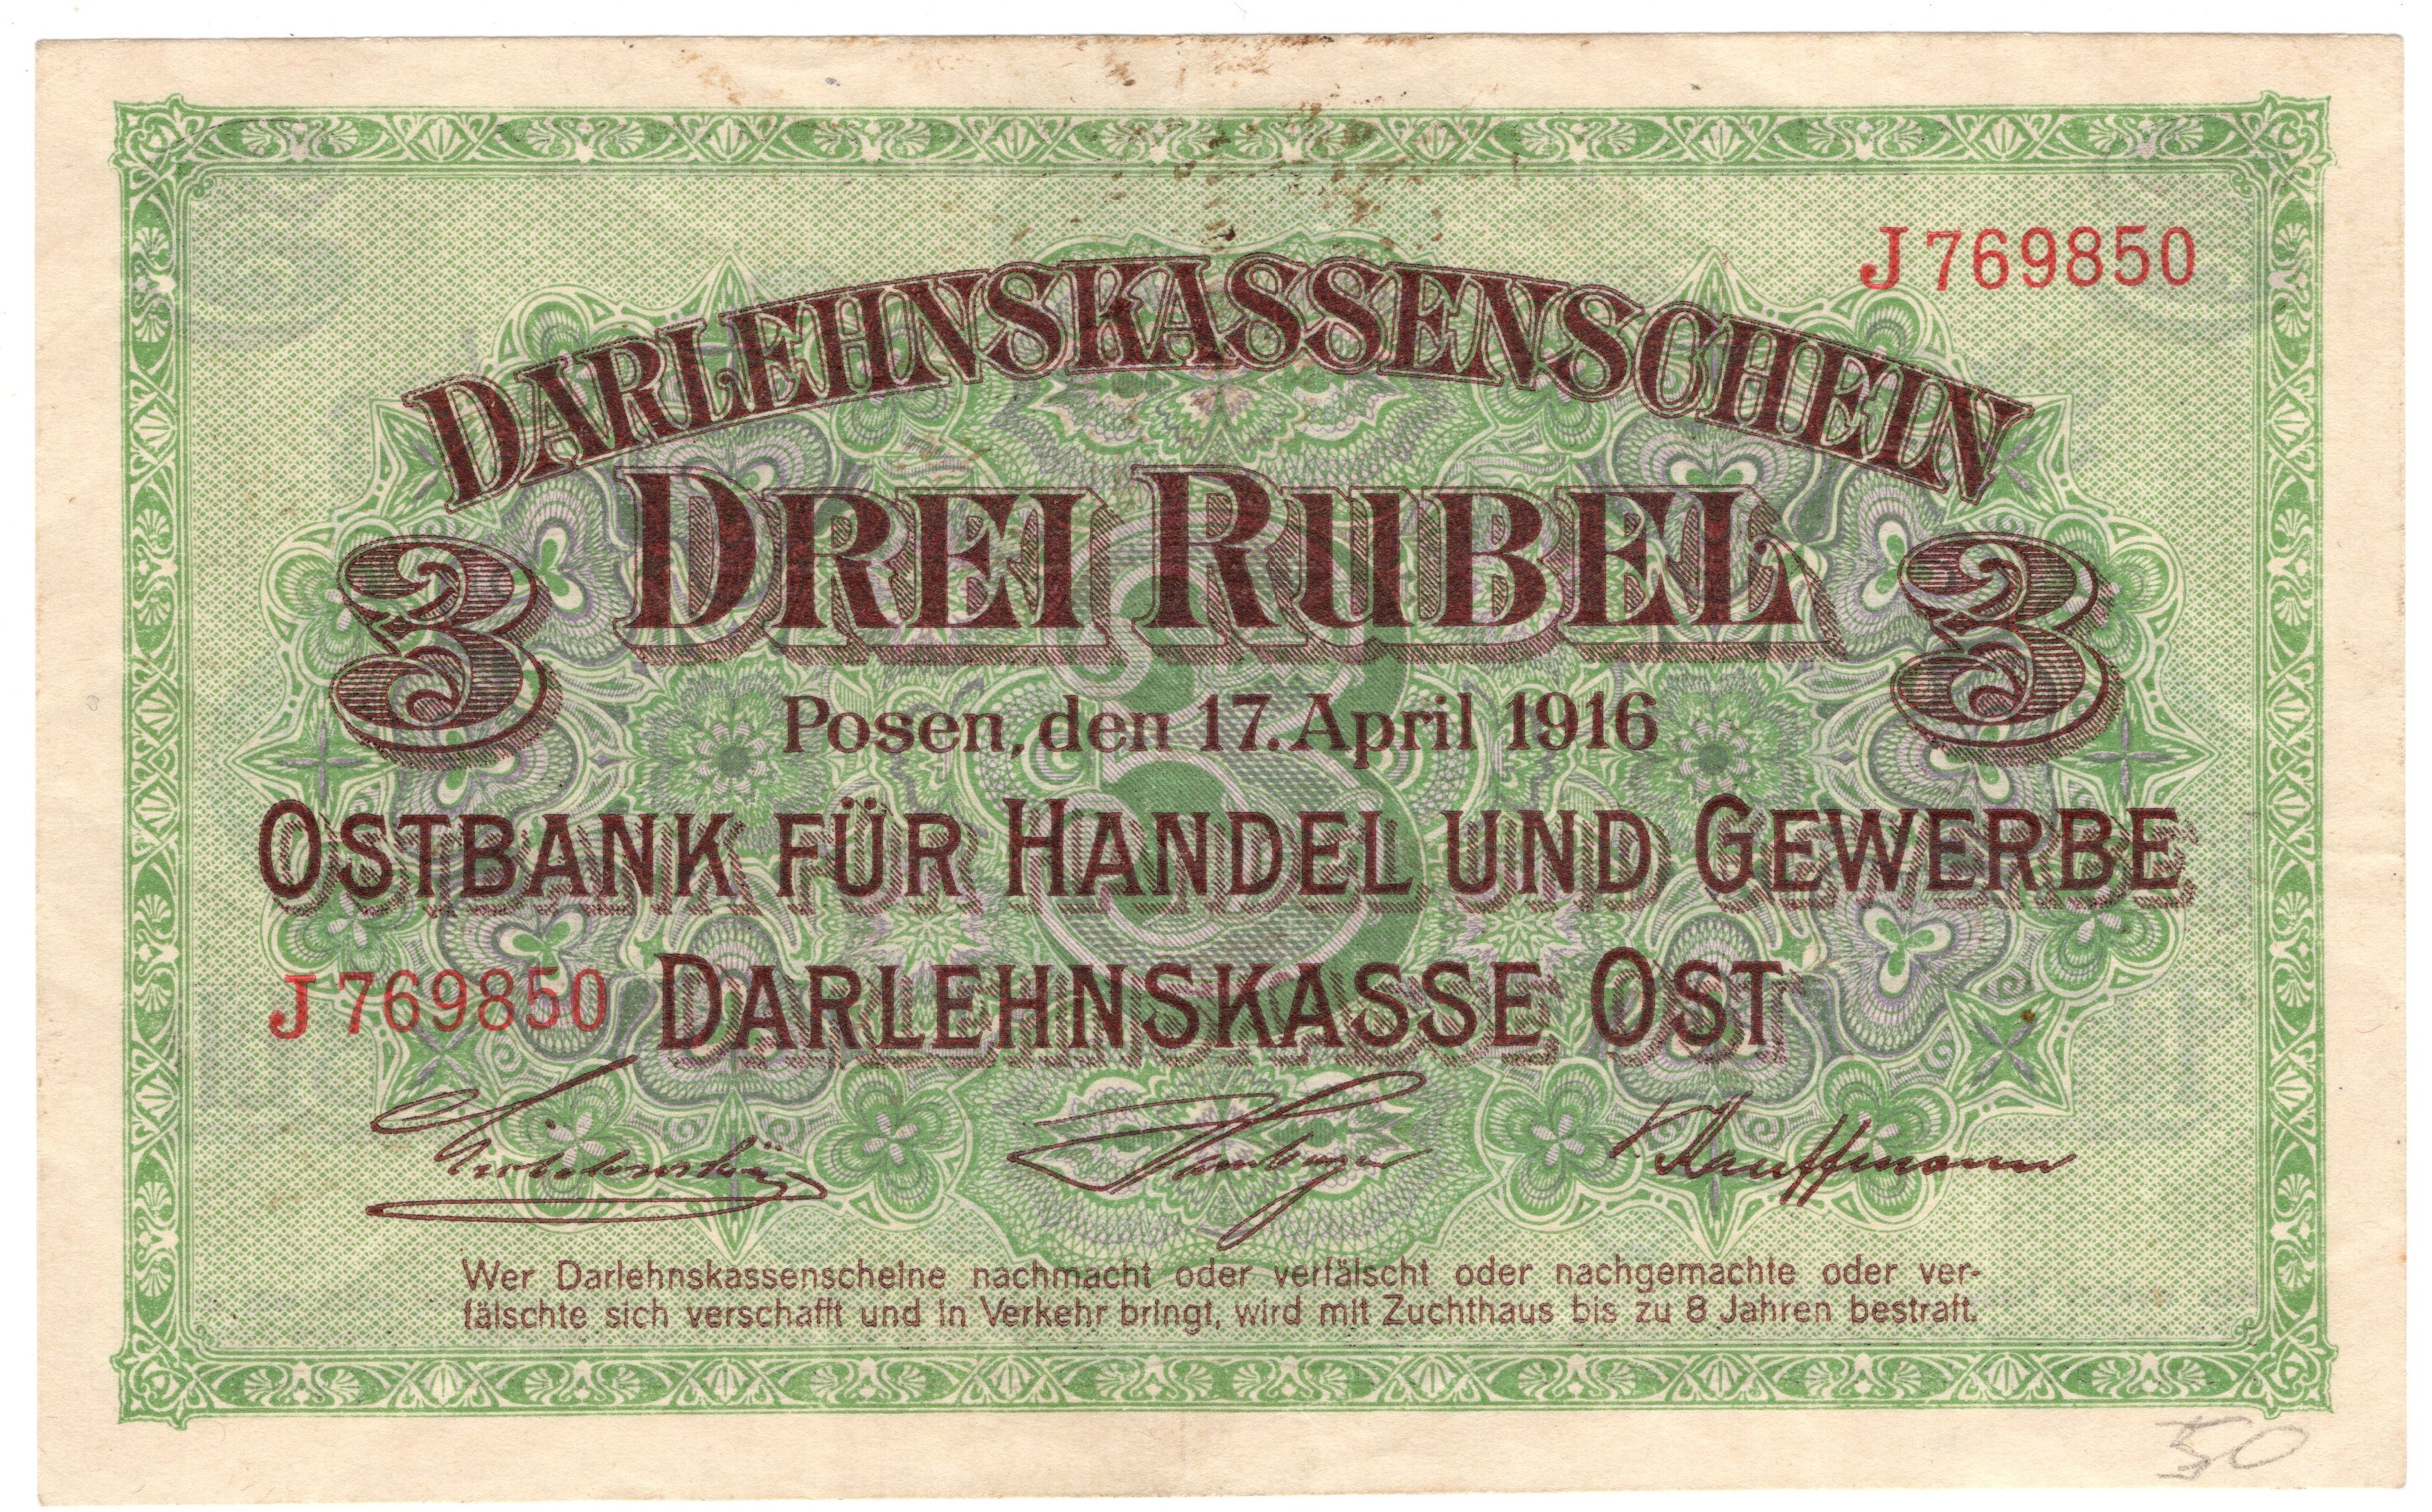 J769850
DARLEHNSKASSENSCHEIN
3 DREI RUBEL 3
Posen, den 17. April 1916
OSTBANK FÜR HANDEL UND GEWERBE
J769850 DARLEHNSKASSE OST
Kauffmann
Wer Darlehnskassenscheine nachmacht oder verfälscht oder nachgemachte oder ver-
fälschte sich verschafft und in Verkehr bringt, wird mit Zuchthaus bis zu 8 Jahren bestraft.
50